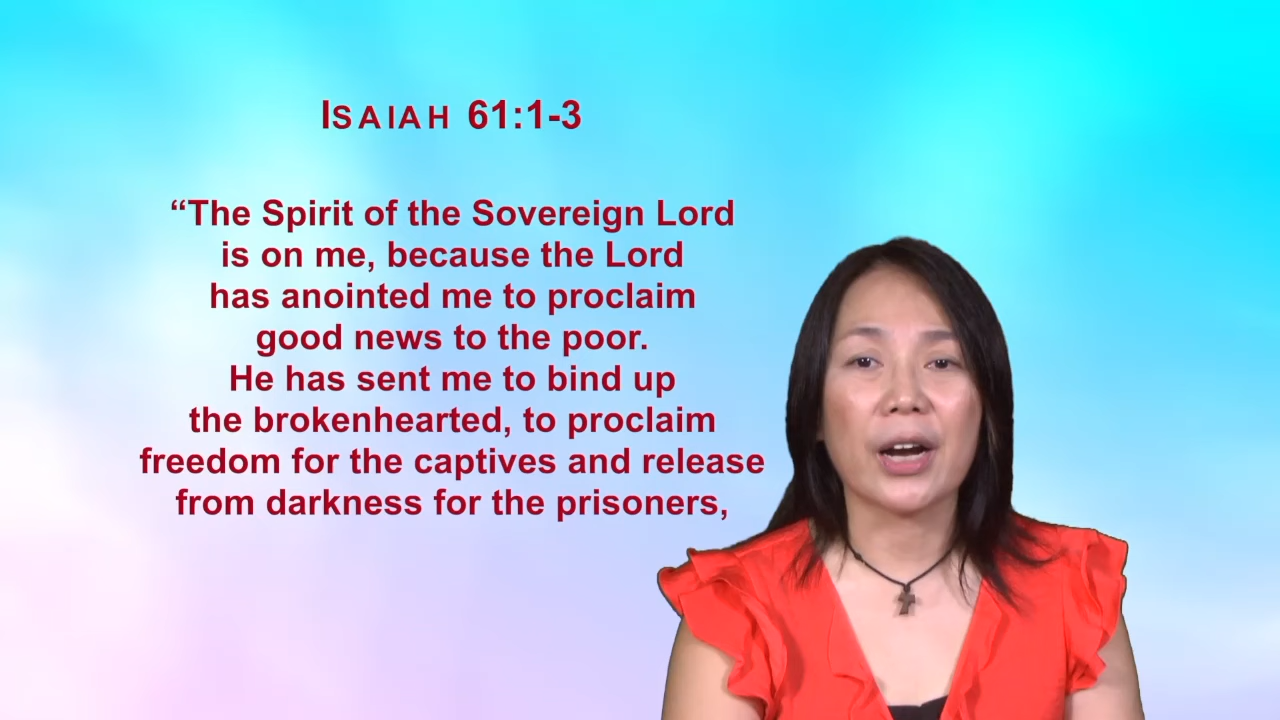 ISAIAH 61:1-3
“The Spirit of the Sovereign Lord
is on me, because the Lord
has anointed me to proclaim
good news to the poor.
He has sent me to bind up
the brokenhearted, to proclaim
freedom for the captives and release
from darkness for the prisoners,